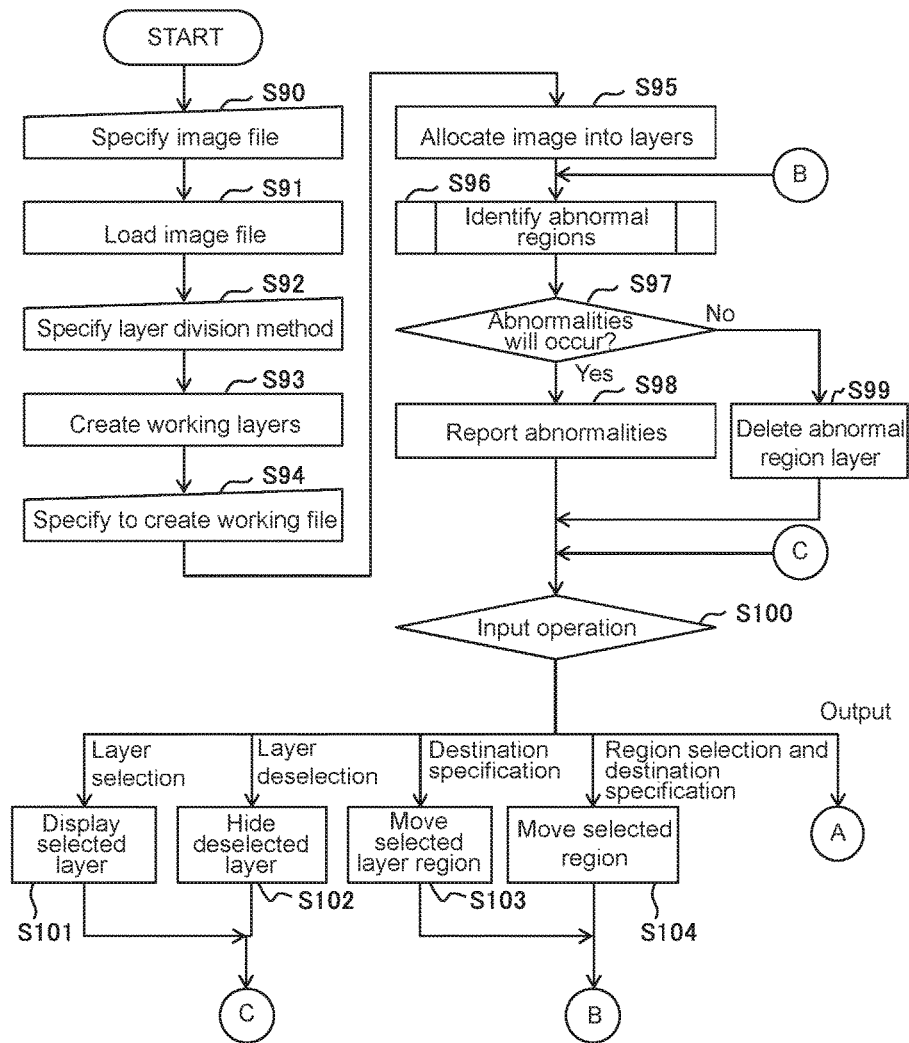 START
S90
Specify image file
S91
Load image file
S92
Specify layer division method
S93
Create working layers
S94
Specify to create working file
S95
Allocate image into layers
B
S96
Identify abnormal
regions
S97
Abnormalities
will occur?
No
Yes
S98
Report abnormalities
S99
Delete abnormal
region layer
C
S100
Input operation
Output
Layer
selection
Layer
deselection
Destination
specification
Region selection and
destination
specification
Display
selected
layer
Hide
deselected
layer
Move
selected
layer region
Move selected
region
A
S101
S102
S103
S104
C
B